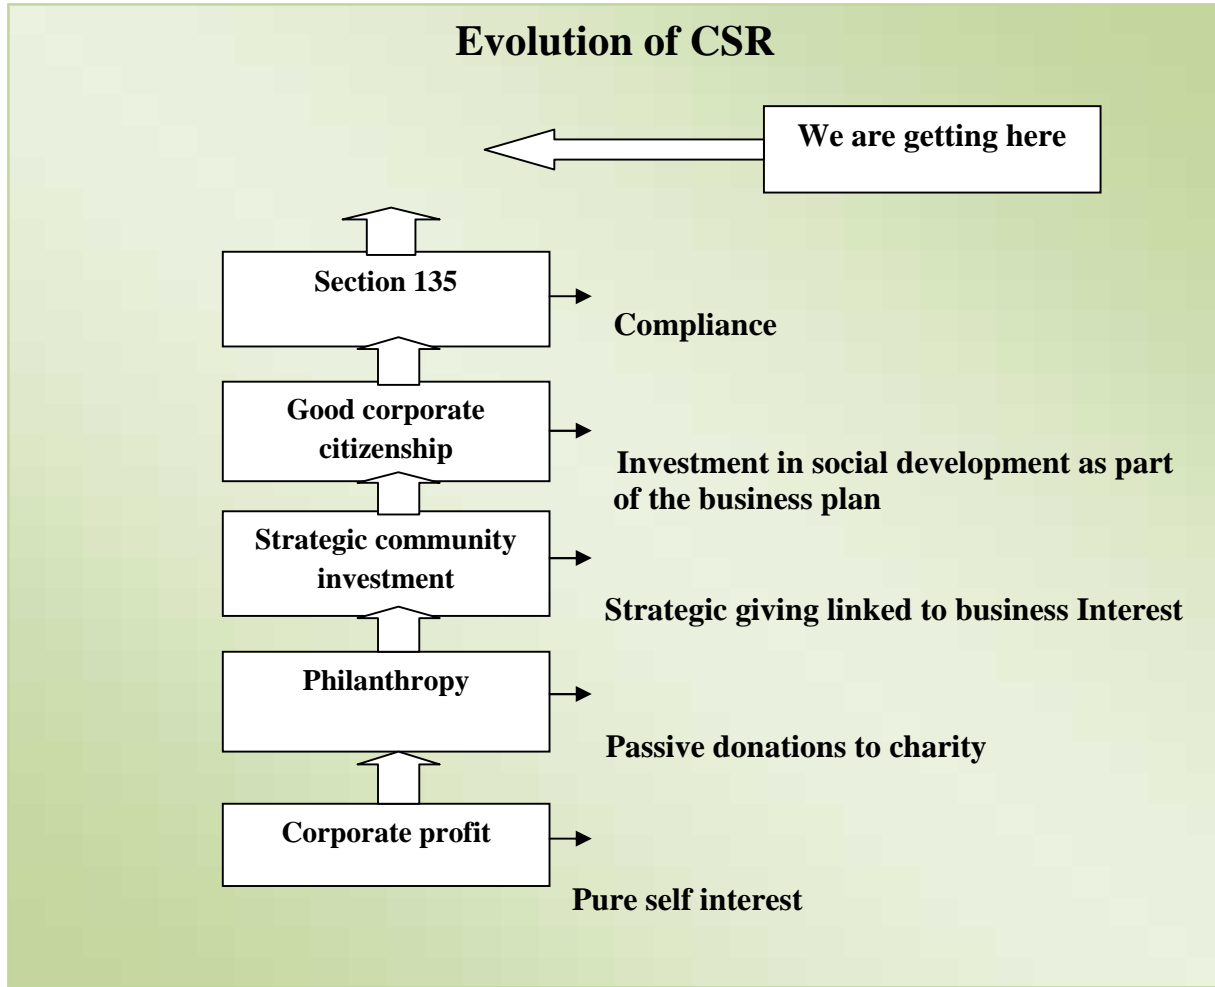 Evolution of CSR
We are getting here
Section 135
Compliance
Good corporate
citizenship
Investment in social development as part
of the business plan
Strategic community
investment
Strategic giving linked to business Interest
Philanthropy
Passive donations to charity
Corporate profit
Pure self interest